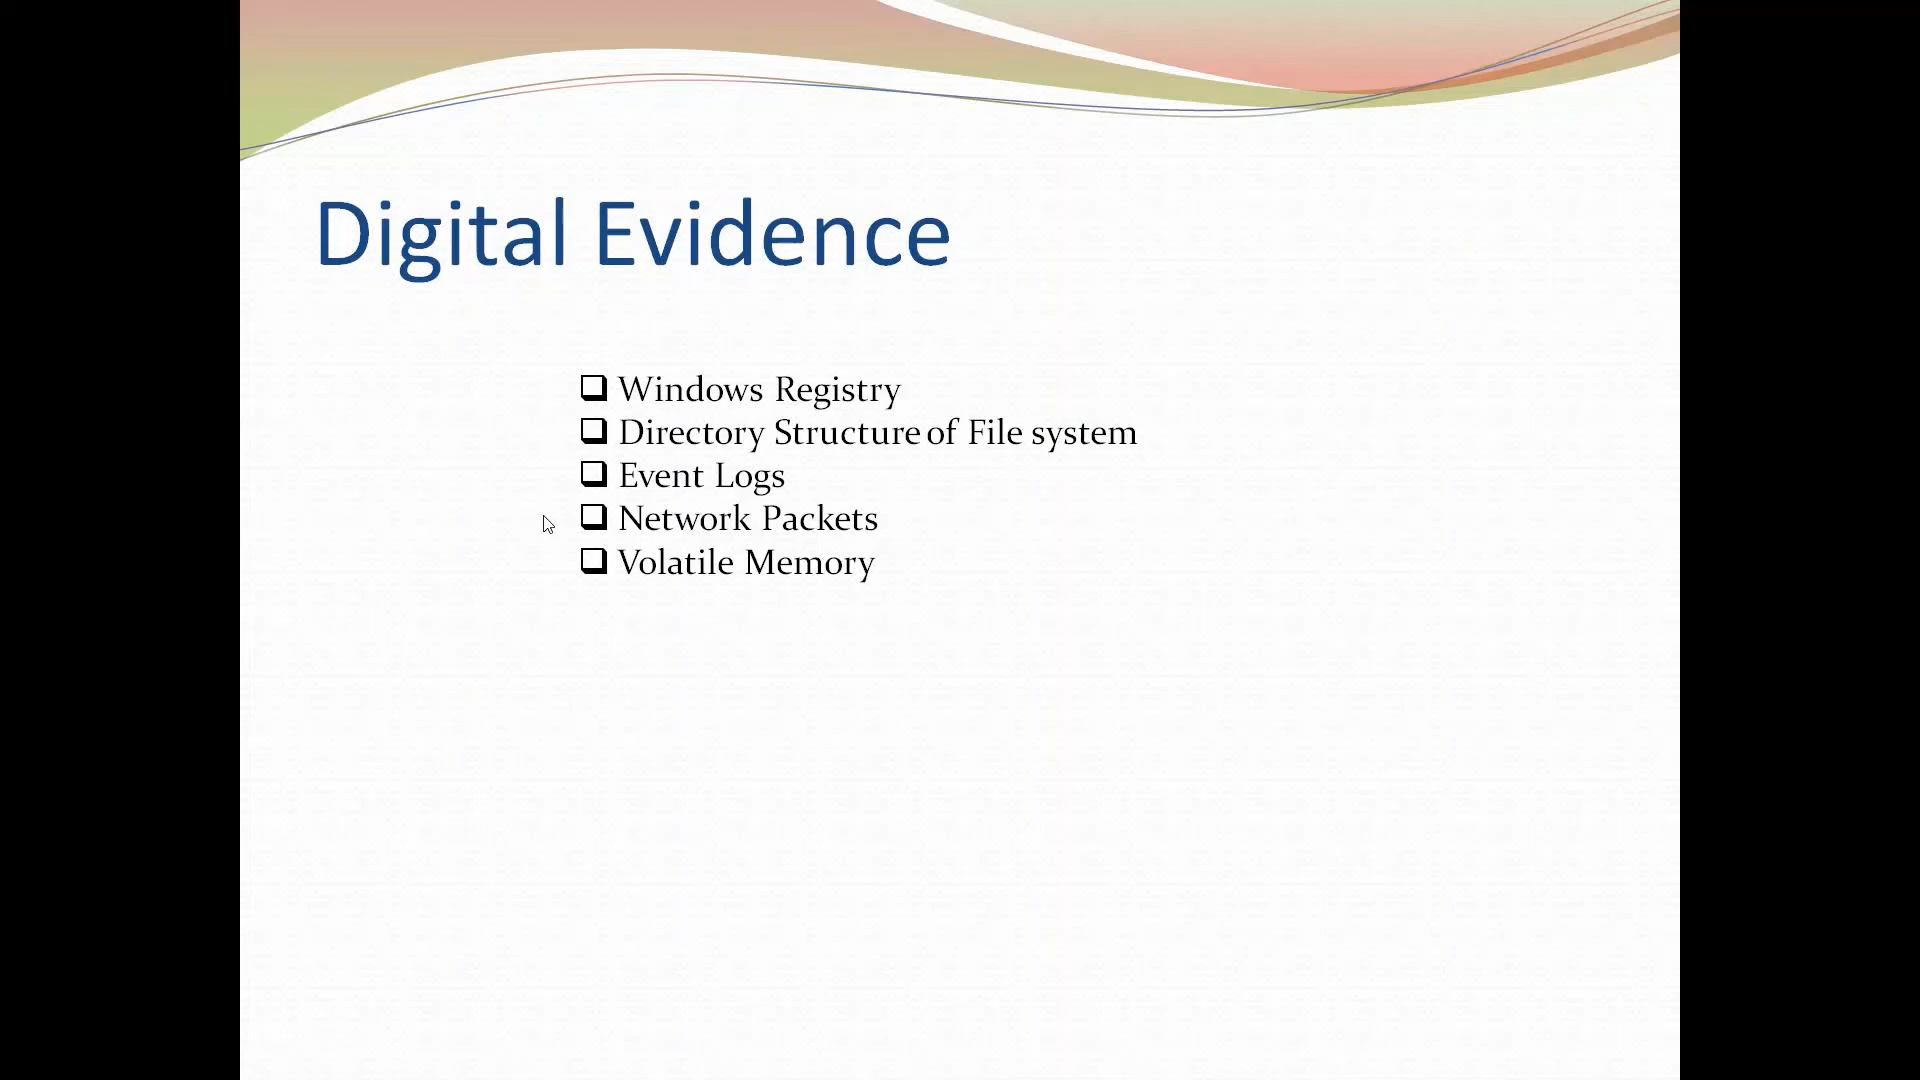 Digital Evidence
Windows Registry
Directory Structure of File system
Event Logs
Network Packets
Volatile Memory